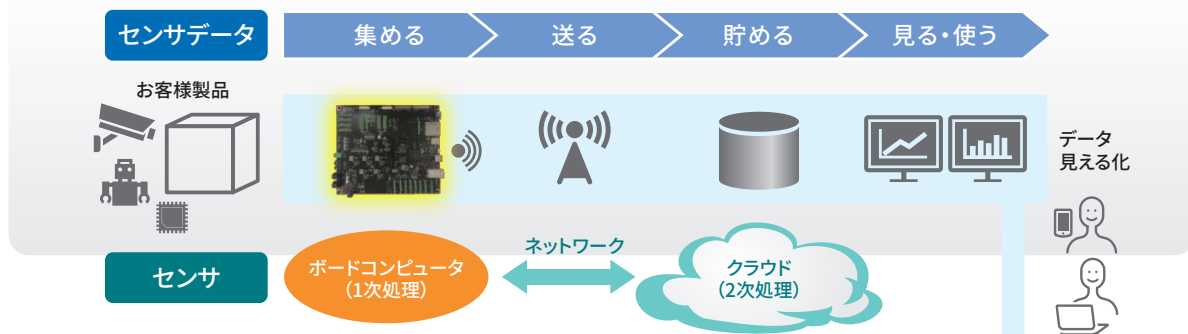 センサデータ
集める
送る
貯める
見る・使う
お客様製品
データ
見える化
センサ
ボードコンピュータ
(1次処理)
ネットワーク
クラウド
(2次処理)